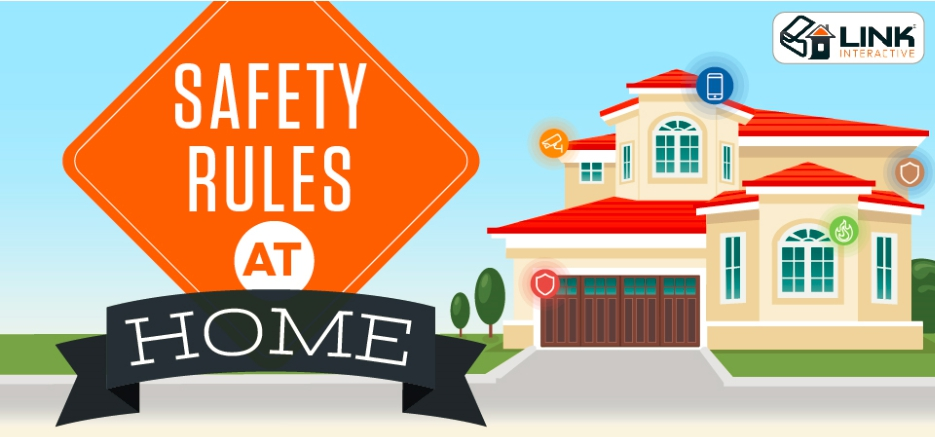 SAFETY
RULES
AT
HOME
LINK
INTERACTIVE